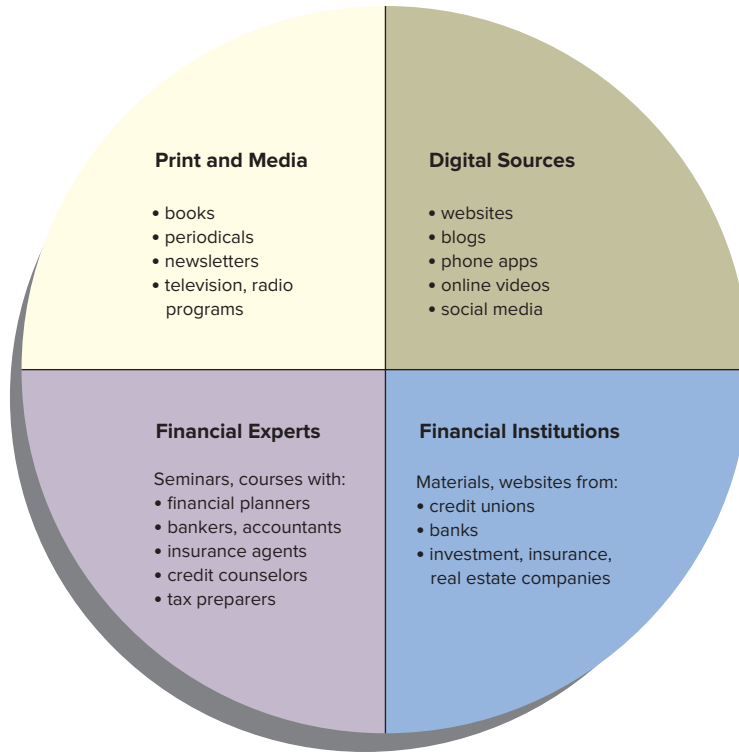 Print and Media
• books
• periodicals
• newsletters
• television, radio
programs
Digital Sources
• websites
• blogs
• phone apps
• online videos
• social media
Financial Experts
Seminars, courses with:
• financial planners
• bankers, accountants
• insurance agents
• credit counselors
• tax preparers
Financial Institutions
Materials, websites from:
• credit unions
• banks
• investment, insurance,
real estate companies